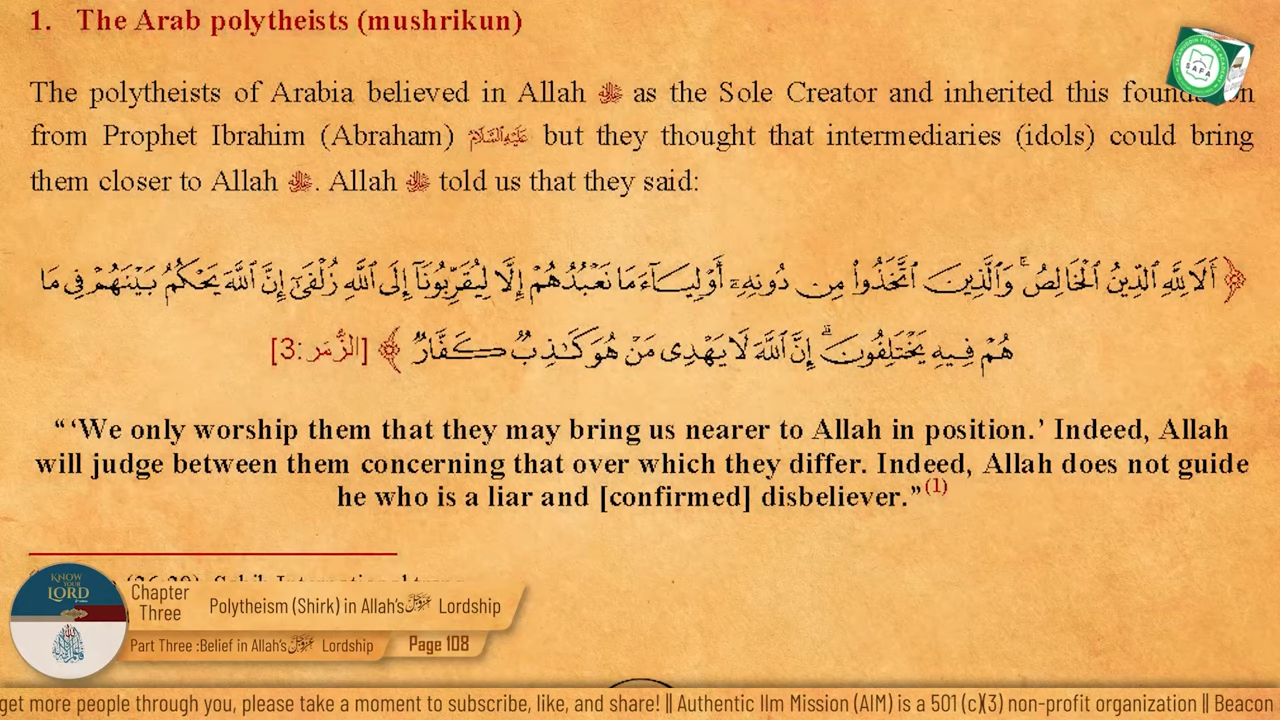 1. The Arab polytheists (mushrikun)
The polytheists of Arabia believed in Allah ﷻ as the Sole Creator and inherited this
from Prophet Ibrahim (Abraham) عَلَيْهِ السَّلَامُ but they thought that intermediaries (idols) could bring
them closer to Allah ﷻ. Allah ﷻ told us that they said:
﴿ أَلَا لِلَّهِ ٱلدِّينُ ٱلْخَالِصُ ۚ وَٱلَّذِينَ ٱتَّخَذُوا۟ مِن دُونِهِۦٓ أَوْلِيَآءَ مَا نَعْبُدُهُمْ إِلَّا لِيُقَرِّبُونَآ إِلَى ٱللَّهِ زُلْفَىٰٓ إِنَّ ٱللَّهَ يَحْكُمُ بَيْنَهُمْ فِى مَا
هُمْ فِيهِ يَخْتَلِفُونَ ۗ إِنَّ ٱللَّهَ لَا يَهْدِى مَنْ هُوَ كَـٰذِبٌ كَفَّارٌ ﴾ [الزُّمَر:3]
“‘We only worship them that they may bring us nearer to Allah in position.’ Indeed, Allah
will judge between them concerning that over which they differ. Indeed, Allah does not guide
he who is a liar and [confirmed] disbeliever.”(1)
SAFA
KNOW YOUR LORD
Chapter Three
Polytheism (Shirk) in Allah's عَزَّوَجَلَّ Lordship
Part Three :Belief in Allah's عَزَّوَجَلَّ Lordship
Page 108
get more people through you, please take a moment to subscribe, like, and share! || Authentic Ilm Mission (AIM) is a 501 (c)(3) non-profit organization || Beacon